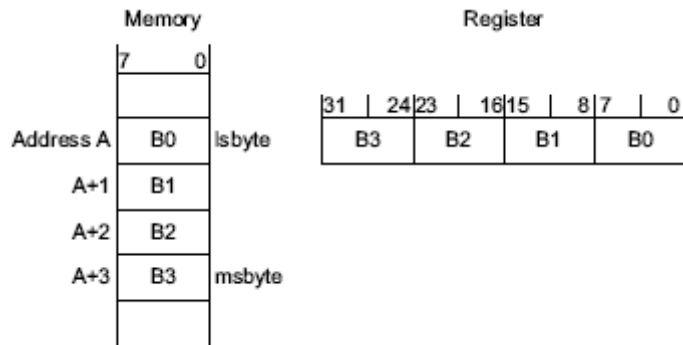 Memory
Register
7 0
31 24 23 16 15 8 7 0
Address A B0 lsbyte
B3 B2 B1 B0
A+1 B1
A+2 B2
A+3 B3 msbyte